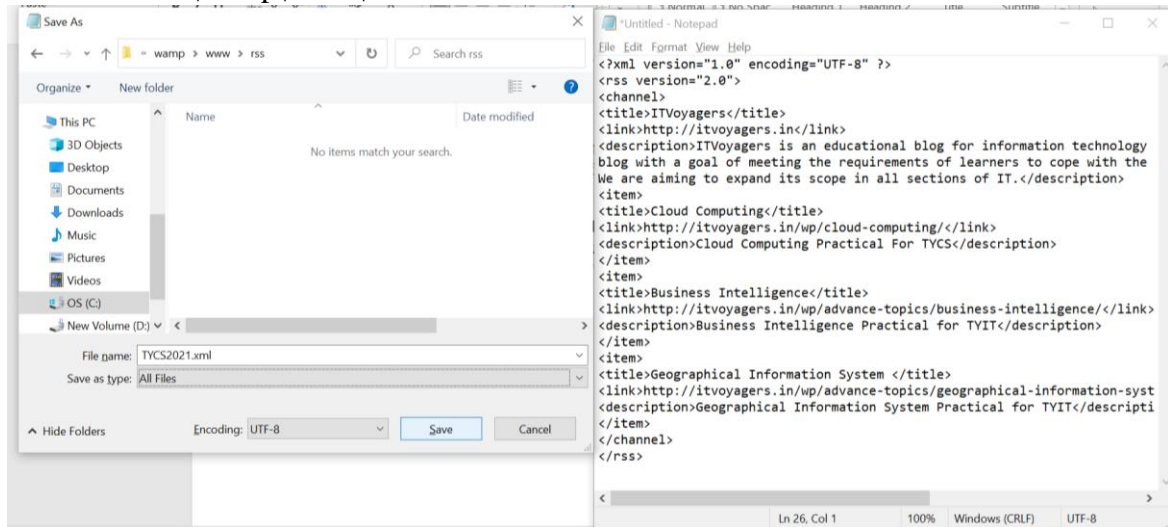 Save As
« wamp › www › rss
Search rss
Organize
New folder
Name
Date modified
No items match your search.
This PC
3D Objects
Desktop
Documents
Downloads
Music
Pictures
Videos
OS (C:)
New Volume (D:)
File name: TYCS2021.xml
Save as type: All Files
Hide Folders
Encoding: UTF-8
Save
Cancel
*Untitled - Notepad
File Edit Format View Help
<?xml version="1.0" encoding="UTF-8" ?>
<rss version="2.0">
<channel>
<title>ITVoyagers</title>
<link>http://itvoyagers.in</link>
<description>ITVoyagers is an educational blog for information technology
blog with a goal of meeting the requirements of learners to cope with the
We are aiming to expand its scope in all sections of IT.</description>
<item>
<title>Cloud Computing</title>
<link>http://itvoyagers.in/wp/cloud-computing/</link>
<description>Cloud Computing Practical For TYCS</description>
</item>
<item>
<title>Business Intelligence</title>
<link>http://itvoyagers.in/wp/advance-topics/business-intelligence/</link>
<description>Business Intelligence Practical for TYIT</description>
</item>
<item>
<title>Geographical Information System </title>
<link>http://itvoyagers.in/wp/advance-topics/geographical-information-syst
<description>Geographical Information System Practical for TYIT</descripti
</item>
</channel>
</rss>
Ln 26, Col 1
100%
Windows (CRLF)
UTF-8